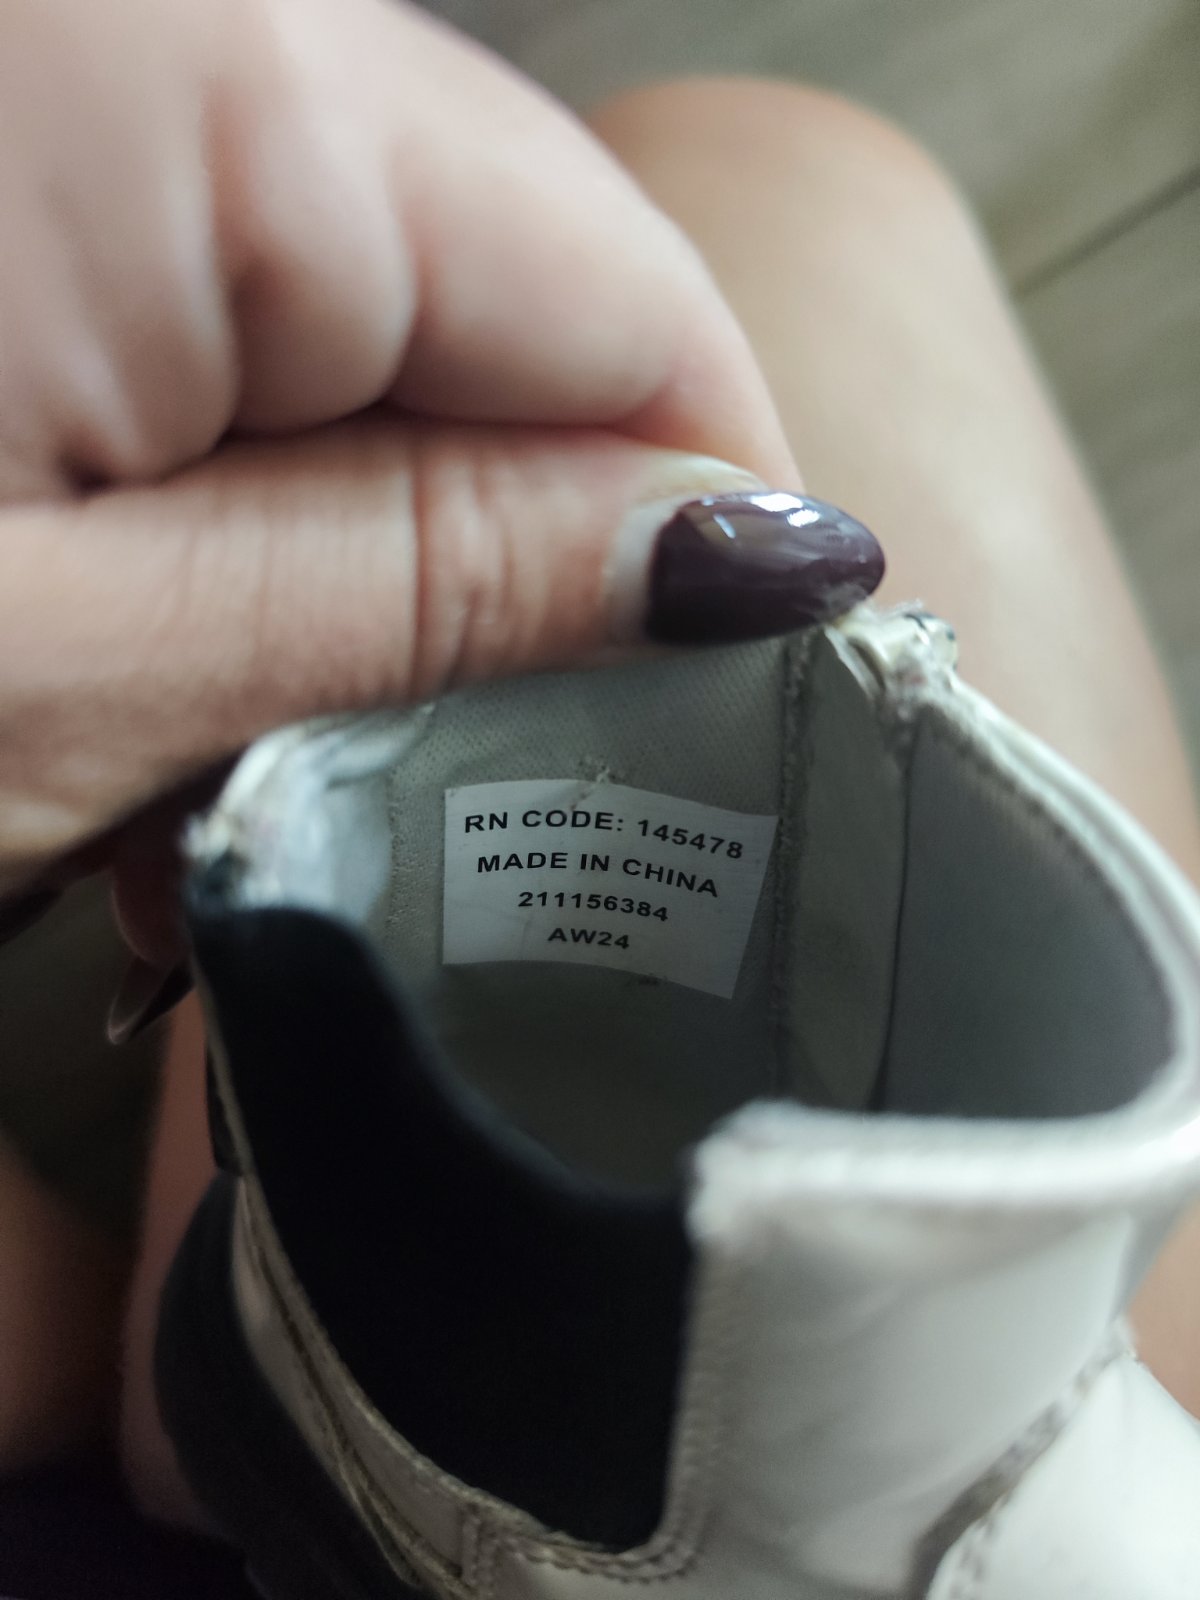 RN CODE: 145478
MADE IN CHINA
211156384
AW24